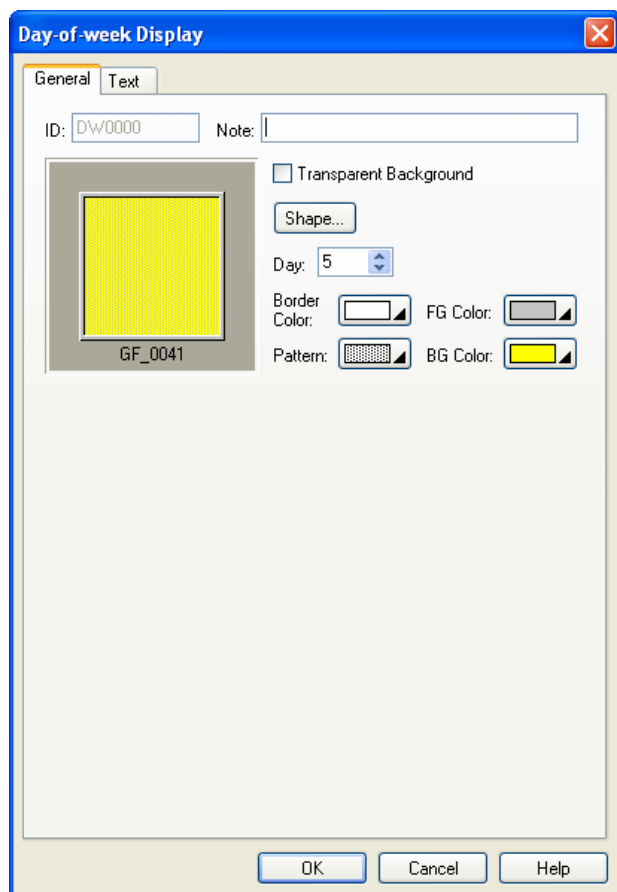 Day-of-week Display
General Text
ID: DW0000 Note:
Transparent Background
Shape...
Day: 5
Border Color: FG Color:
GF_0041
Pattern: BG Color:
OK Cancel Help